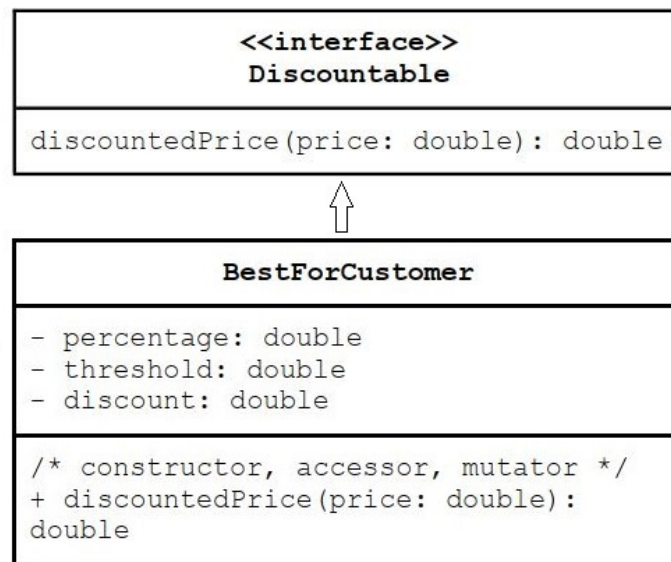 <<interface>>
Discountable
discountedPrice(price: double): double
BestForCustomer
- percentage: double
- threshold: double
- discount: double
/* constructor, accessor, mutator */
+ discountedPrice(price: double):
double